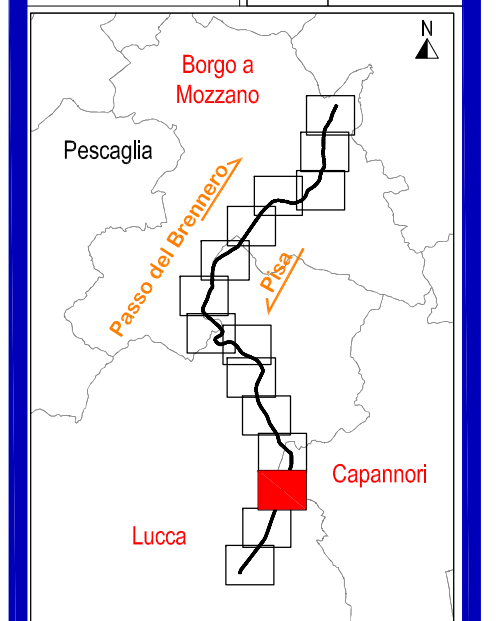 N
Borgo a
Mozzano
Pescaglia
Passo del Brennero
Pisa
Capannori
Lucca